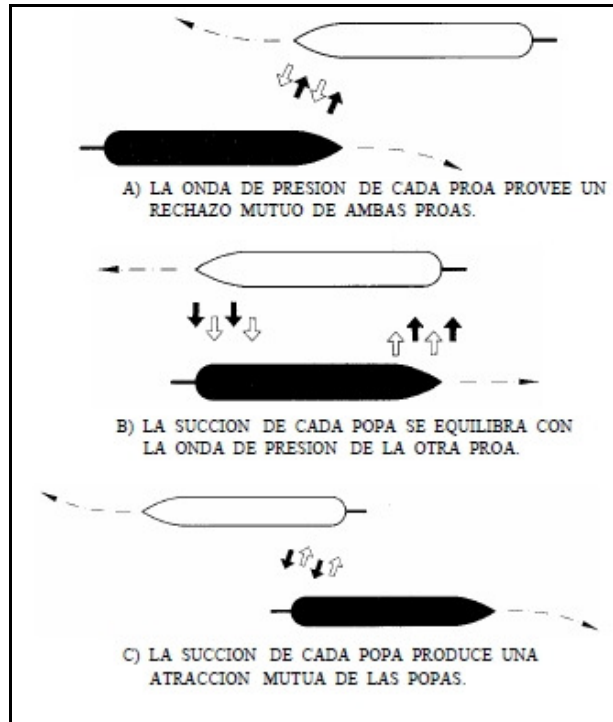 A) LA ONDA DE PRESION DE CADA PROA PROVEE UN
RECHAZO MUTUO DE AMBAS PROAS.
B) LA SUCCION DE CADA POPA SE EQUILIBRA CON
LA ONDA DE PRESION DE LA OTRA PROA.
C) LA SUCCION DE CADA POPA PRODUCE UNA
ATRACCION MUTUA DE LAS POPAS.